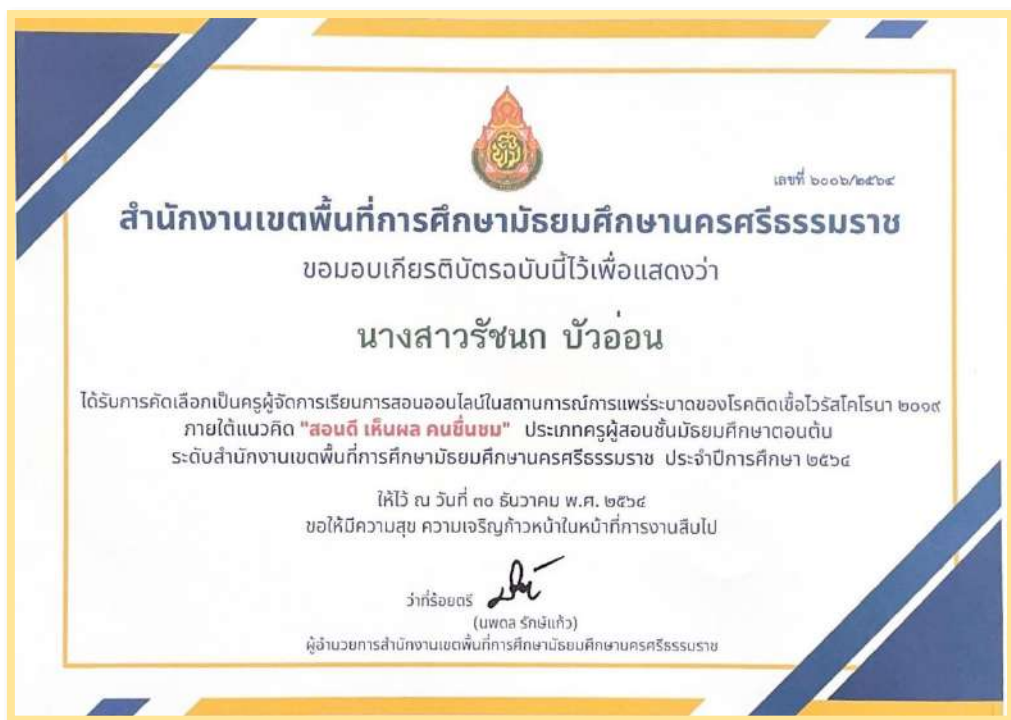 เลขที่ ๖๐๐๖/๒๕๖๔
สำนักงานเขตพื้นที่การศึกษามัธยมศึกษานครศรีธรรมราช
ขอมอบเกียรติบัตรฉบับนี้ไว้เพื่อแสดงว่า
นางสาวรัชนก บัวอ่อน
ได้รับการคัดเลือกเป็นครูผู้จัดการเรียนการสอนออนไลน์ในสถานการณ์การแพร่ระบาดของโรคติดเชื้อไวรัสโคโรนา ๒๐๑๙
ภายใต้แนวคิด "สอนดี เห็นผล คนชื่นชม" ประเภทครูผู้สอนชั้นมัธยมศึกษาตอนต้น
ระดับสำนักงานเขตพื้นที่การศึกษามัธยมศึกษานครศรีธรรมราช ประจำปีการศึกษา ๒๕๖๔
ให้ไว้ ณ วันที่ ๓๐ ธันวาคม พ.ศ. ๒๕๖๔
ขอให้มีความสุข ความเจริญก้าวหน้าในหน้าที่การงานสืบไป
ว่าที่ร้อยตรี
(นพดล รักษ์แก้ว)
ผู้อำนวยการสำนักงานเขตพื้นที่การศึกษามัธยมศึกษานครศรีธรรมราช